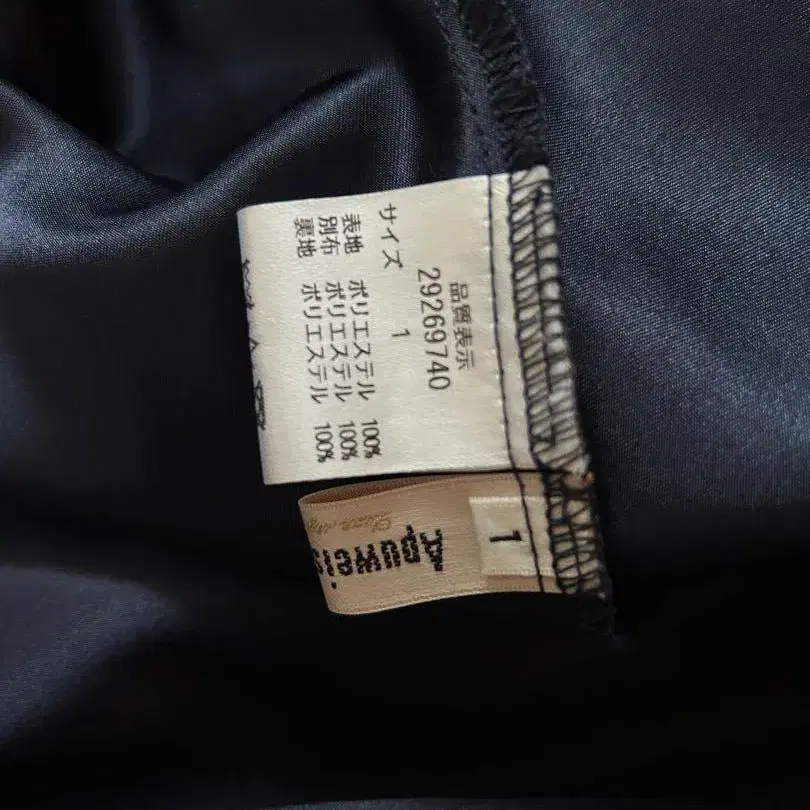 品質表示
29269740
サイズ 1
表地 ポリエステル 100%
別布 ポリエステル 100%
裏地 ポリエステル 100%
1